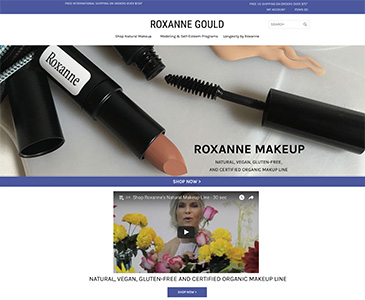 FREE INTERNATIONAL SHIPPING ON ORDERS OVER $150!
FREE US SHIPPING ON ORDERS OVER $75!
MY ACCOUNT
ROXANNE GOULD
SEARCH
Shop Natural Makeup
Modeling & Self-Esteem Programs
Longevity by Roxanne
Roxanne
ROXANNE MAKEUP
NATURAL, VEGAN, GLUTEN-FREE,
AND CERTIFIED ORGANIC MAKEUP LINE
SHOP NOW >
Shop Roxanne's Natural Makeup Line - 30 sec
NATURAL, VEGAN, GLUTEN-FREE AND CERTIFIED ORGANIC MAKEUP LINE
SHOP NOW >